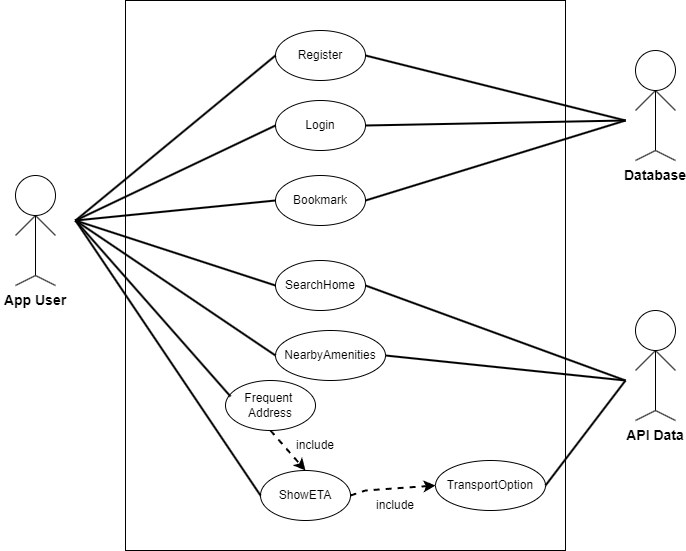 Register
Login
Database
Bookmark
App User
SearchHome
NearbyAmenities
Frequent
Address
API Data
include
ShowETA
include
TransportOption